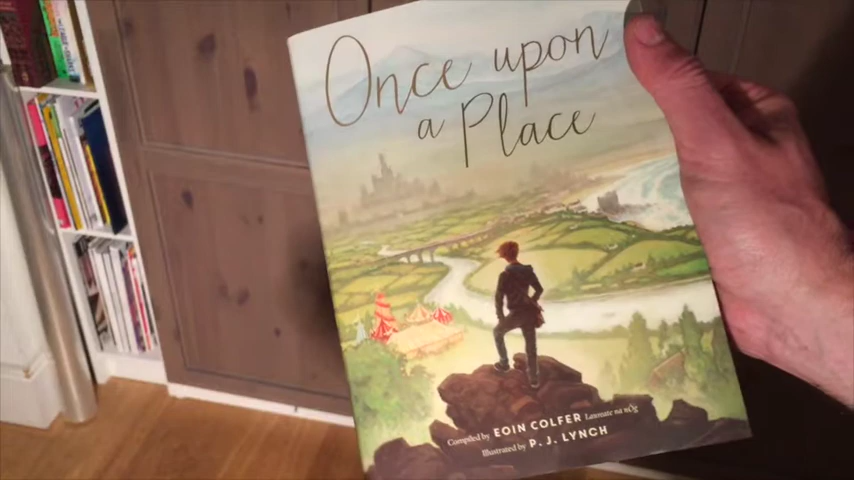 Once upon
a Place
Compiled by EOIN COLFER Laureate na nÓg
Illustrated by P. J. LYNCH